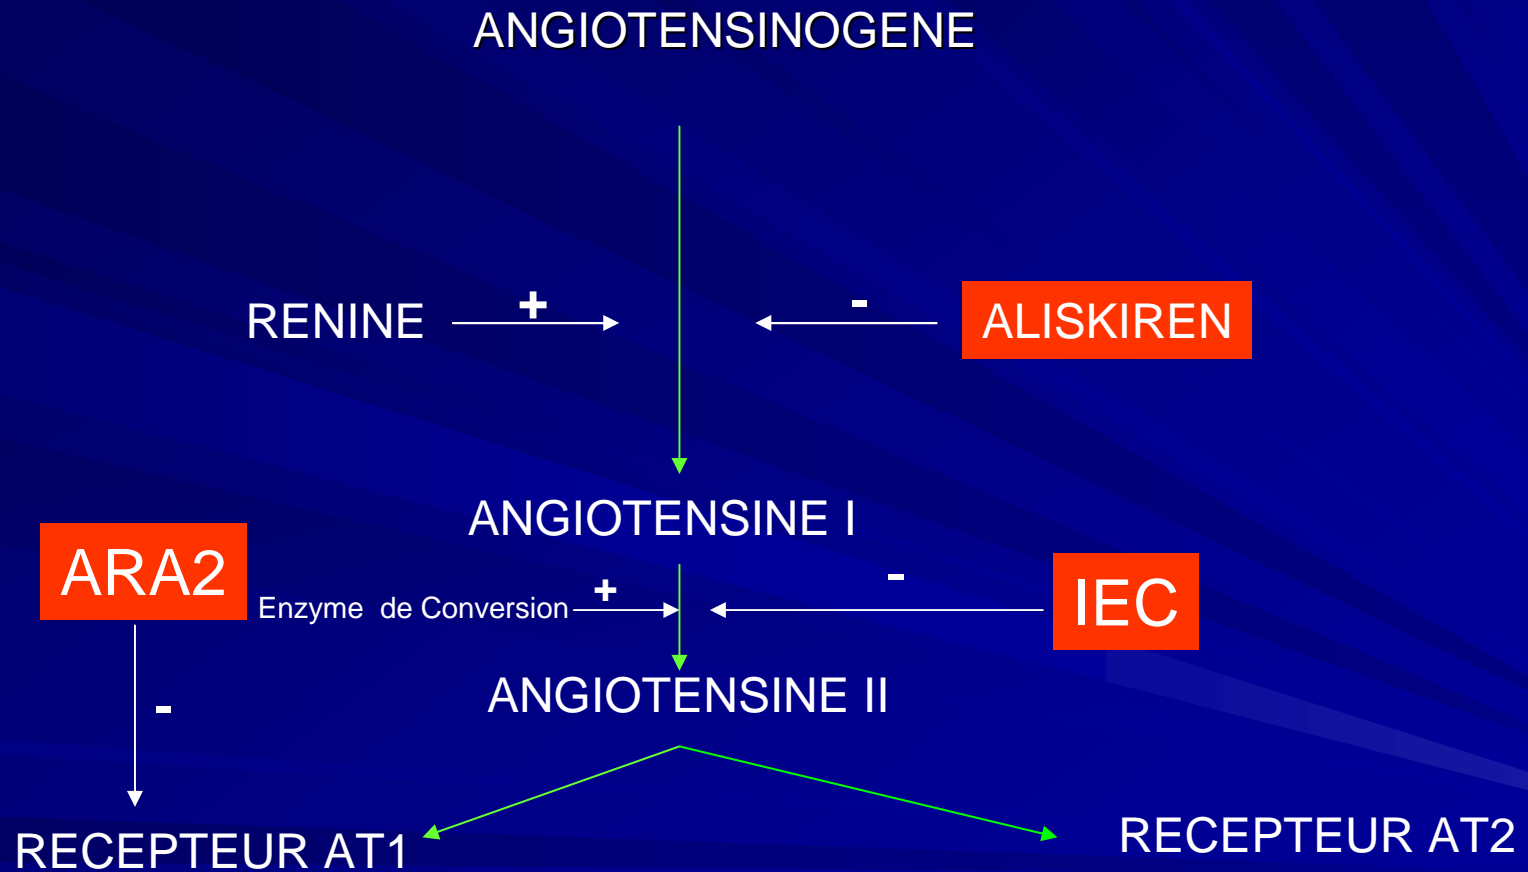 ANGIOTENSINOGENE
RENINE + - ALISKIREN
ANGIOTENSINE I
ARA2
Enzyme de Conversion + - IEC
ANGIOTENSINE II
-
RECEPTEUR AT1
RECEPTEUR AT2